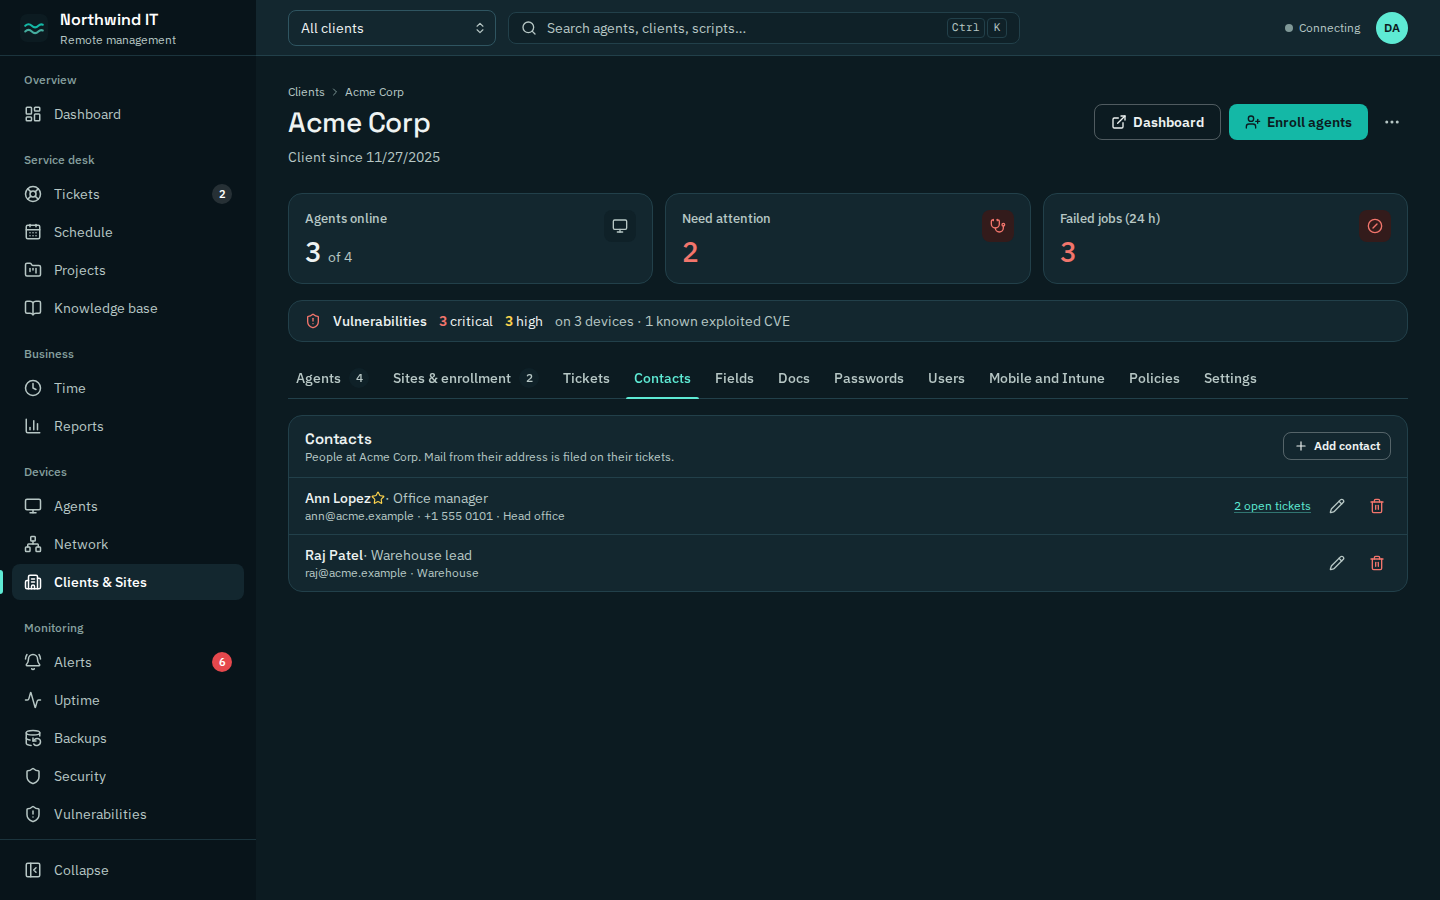 Northwind IT
Remote management
All clients
Search agents, clients, scripts...
Ctrl K
Connecting
DA
Overview
Dashboard
Service desk
Tickets 2
Schedule
Projects
Knowledge base
Business
Time
Reports
Devices
Agents
Network
Clients & Sites
Monitoring
Alerts 6
Uptime
Backups
Security
Vulnerabilities
Collapse
Clients > Acme Corp
Acme Corp
Client since 11/27/2025
Dashboard
Enroll agents
Agents online
3 of 4
Need attention
2
Failed jobs (24 h)
3
Vulnerabilities 3 critical 3 high on 3 devices · 1 known exploited CVE
Agents 4 Sites & enrollment 2 Tickets Contacts Fields Docs Passwords Users Mobile and Intune Policies Settings
Contacts
People at Acme Corp. Mail from their address is filed on their tickets.
Add contact
Ann Lopez · Office manager
ann@acme.example · +1 555 0101 · Head office
2 open tickets
Raj Patel · Warehouse lead
raj@acme.example · Warehouse